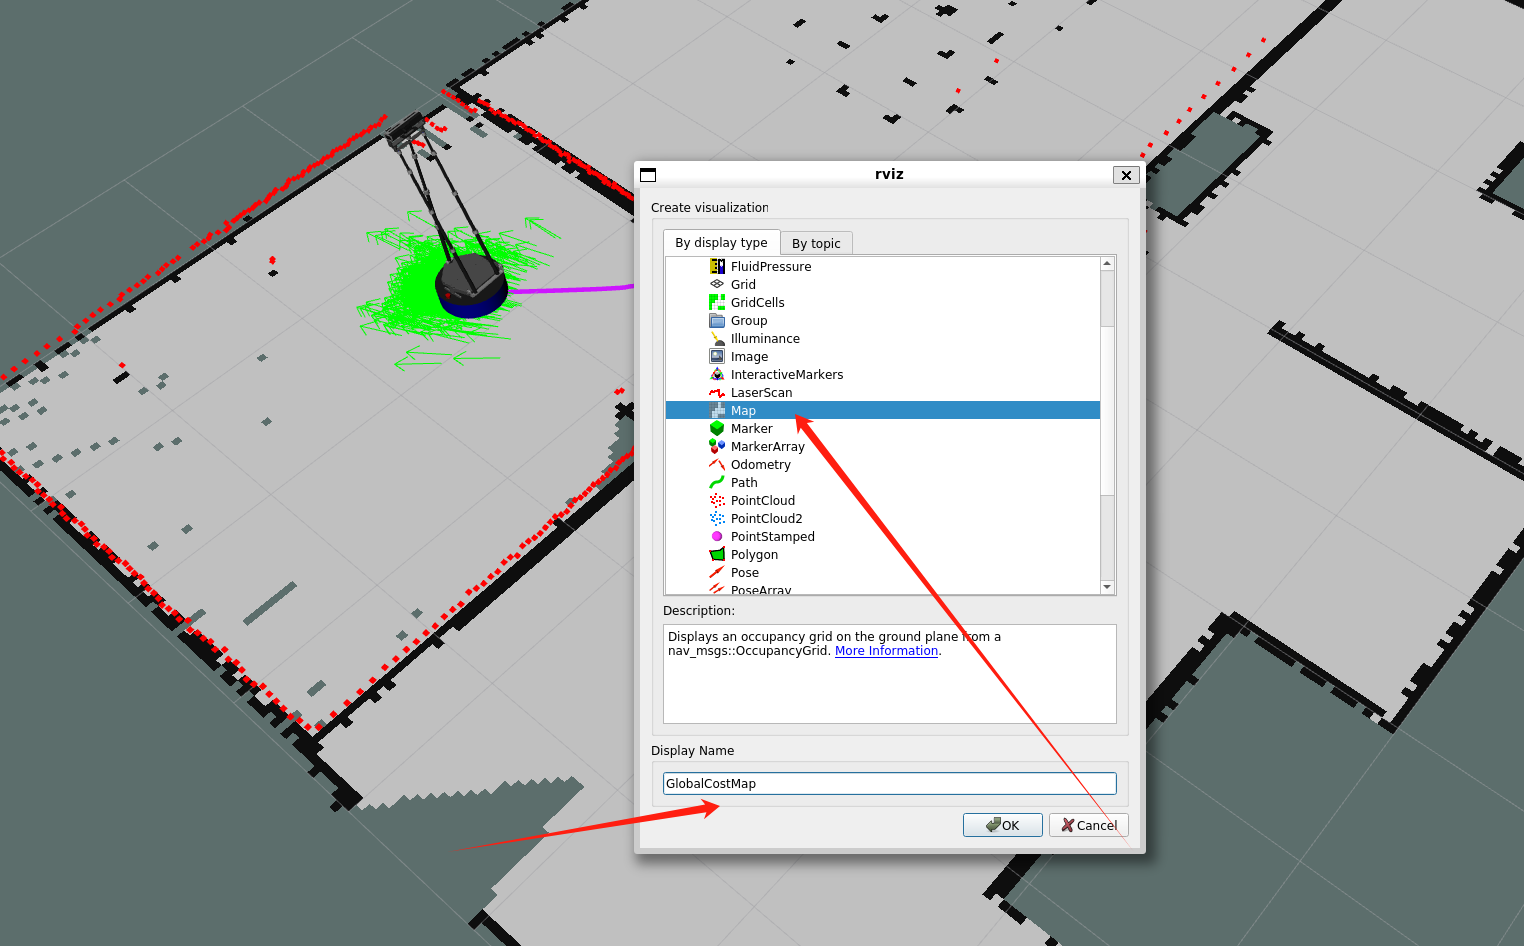 rviz
Create visualization
By display type
By topic
FluidPressure
Grid
GridCells
Group
Illuminance
Image
InteractiveMarkers
LaserScan
Map
Marker
MarkerArray
Odometry
Path
PointCloud
PointCloud2
PointStamped
Polygon
Pose
PoseArray
Description:
Displays an occupancy grid on the ground plane from a
nav_msgs::OccupancyGrid. More Information.
Display Name
GlobalCostMap
OK
Cancel